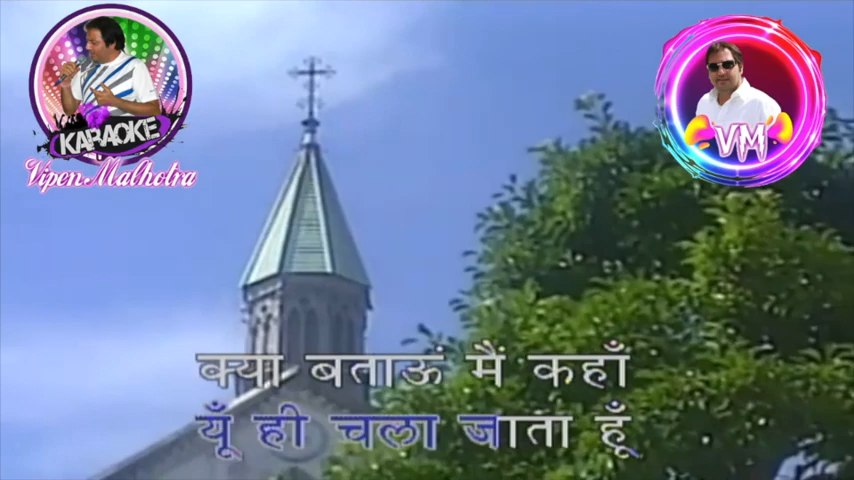 KARAOKE
Vipen Malhotra
VM
क्या बताऊं मैं कहाँ
यूँ ही चला जाता हूँ